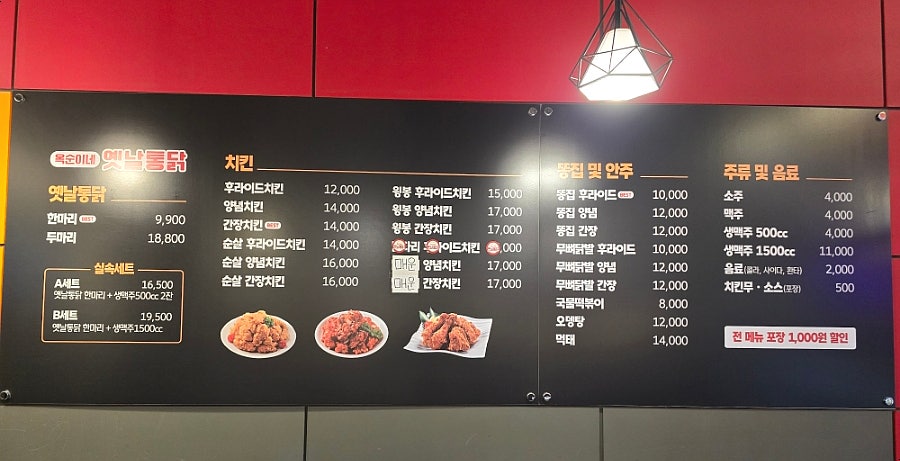 옥순이네 옛날통닭
옛날통닭
한마리 BEST 9,900
두마리 18,800
실속세트
A세트 16,500
옛날통닭 한마리 + 생맥주500cc 2잔
B세트 19,500
옛날통닭 한마리 + 생맥주1500cc
치킨
후라이드치킨 12,000
양념치킨 14,000
간장치킨 BEST 14,000
순살 후라이드치킨 14,000
순살 양념치킨 16,000
순살 간장치킨 16,000
윙봉 후라이드치킨 15,000
윙봉 양념치킨 17,000
윙봉 간장치킨 17,000
리 이드치킨 ,000
매운 양념치킨 17,000
매운 간장치킨 17,000
똥집 및 안주
똥집 후라이드 BEST 10,000
똥집 양념 12,000
똥집 간장 12,000
무뼈닭발 후라이드 10,000
무뼈닭발 양념 12,000
무뼈닭발 간장 12,000
국물떡볶이 8,000
오뎅탕 12,000
먹태 14,000
주류 및 음료
소주 4,000
맥주 4,000
생맥주 500cc 4,000
생맥주 1500cc 11,000
음료(콜라, 사이다, 환타) 2,000
치킨무·소스(포장) 500
전 메뉴 포장 1,000원 할인